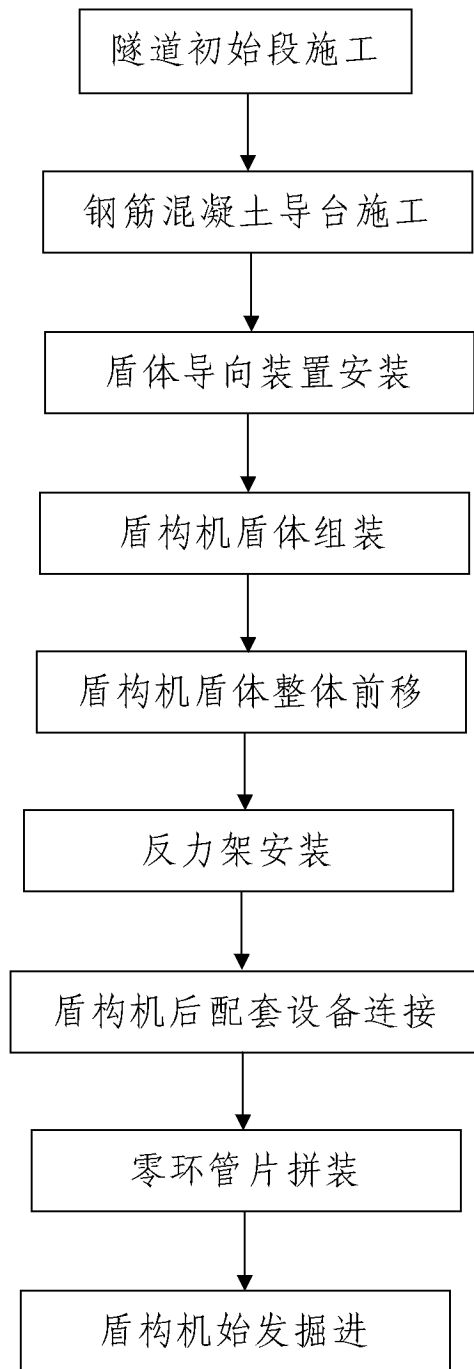 隧道初始段施工
钢筋混凝土导台施工
盾体导向装置安装
盾构机盾体组装
盾构机盾体整体前移
反力架安装
盾构机后配套设备连接
零环管片拼装
盾构机始发掘进